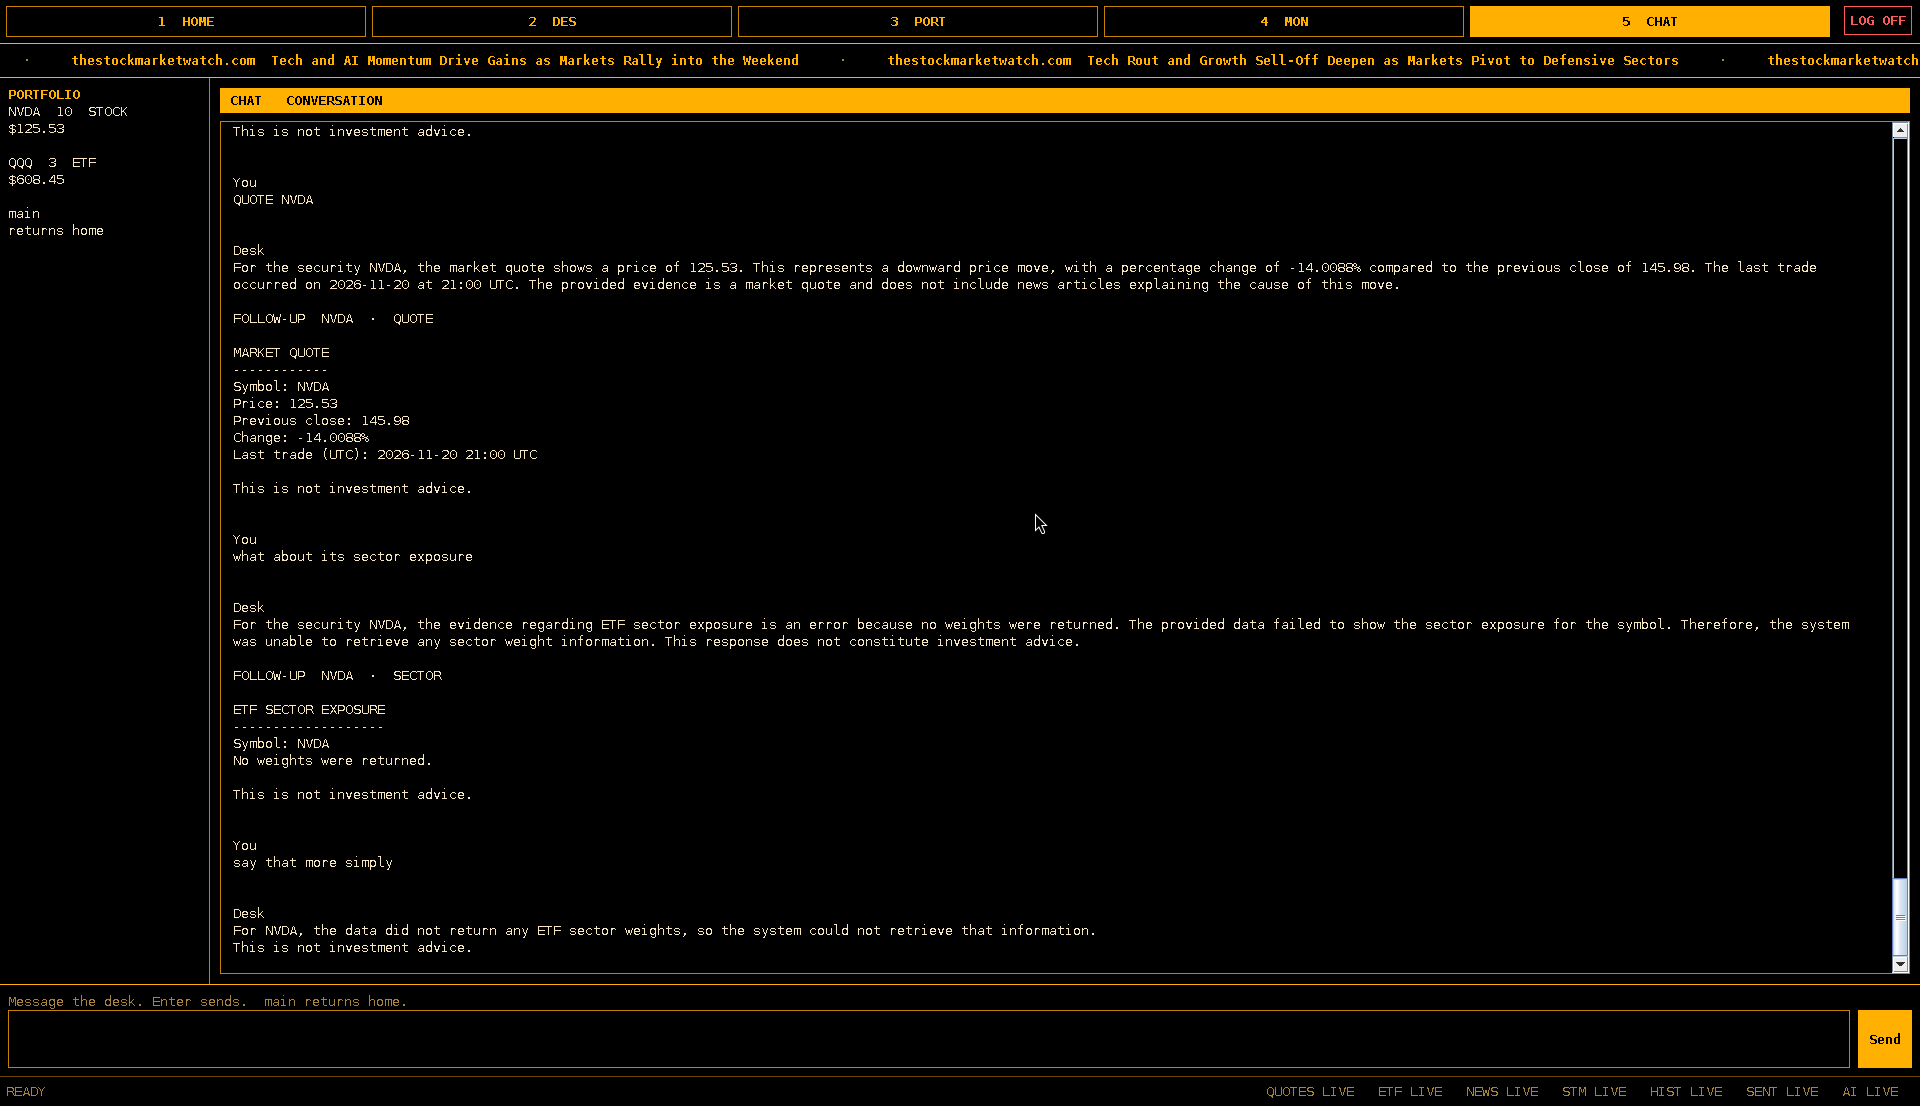 1 HOME
2 DES
3 PORT
4 MON
5 CHAT
LOG OFF
· thestockmarketwatch.com Tech and AI Momentum Drive Gains as Markets Rally into the Weekend · thestockmarketwatch.com Tech Rout and Growth Sell-Off Deepen as Markets Pivot to Defensive Sectors · thestockmarketwatch
PORTFOLIO
NVDA 10 STOCK
$125.53
QQQ 3 ETF
$608.45
main
returns home
CHAT CONVERSATION
This is not investment advice.
You
QUOTE NVDA
Desk
For the security NVDA, the market quote shows a price of 125.53. This represents a downward price move, with a percentage change of -14.0088% compared to the previous close of 145.98. The last trade
occurred on 2026-11-20 at 21:00 UTC. The provided evidence is a market quote and does not include news articles explaining the cause of this move.
FOLLOW-UP NVDA · QUOTE
MARKET QUOTE
------------
Symbol: NVDA
Price: 125.53
Previous close: 145.98
Change: -14.0088%
Last trade (UTC): 2026-11-20 21:00 UTC
This is not investment advice.
You
what about its sector exposure
Desk
For the security NVDA, the evidence regarding ETF sector exposure is an error because no weights were returned. The provided data failed to show the sector exposure for the symbol. Therefore, the system
was unable to retrieve any sector weight information. This response does not constitute investment advice.
FOLLOW-UP NVDA · SECTOR
ETF SECTOR EXPOSURE
-------------------
Symbol: NVDA
No weights were returned.
This is not investment advice.
You
say that more simply
Desk
For NVDA, the data did not return any ETF sector weights, so the system could not retrieve that information.
This is not investment advice.
Message the desk. Enter sends. main returns home.
Send
READY
QUOTES LIVE ETF LIVE NEWS LIVE STM LIVE HIST LIVE SENT LIVE AI LIVE